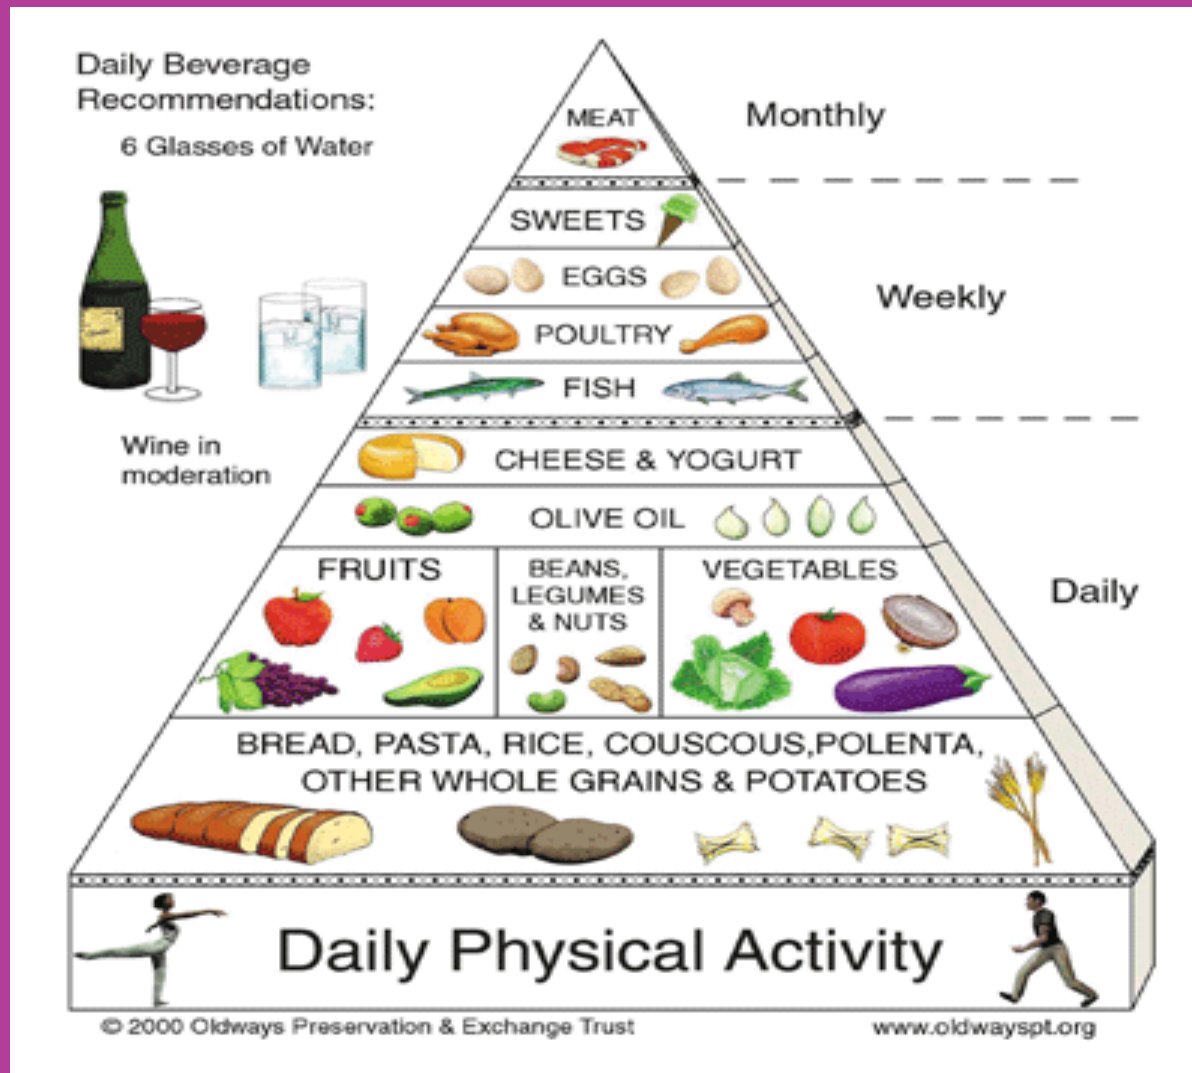 Daily Beverage
Recommendations:
6 Glasses of Water
Wine in
moderation
MEAT
Monthly
SWEETS
EGGS
POULTRY
FISH
Weekly
CHEESE & YOGURT
OLIVE OIL
FRUITS
BEANS,
LEGUMES
& NUTS
VEGETABLES
Daily
BREAD, PASTA, RICE, COUSCOUS,POLENTA,
OTHER WHOLE GRAINS & POTATOES
Daily Physical Activity
© 2000 Oldways Preservation & Exchange Trust
www.oldwayspt.org